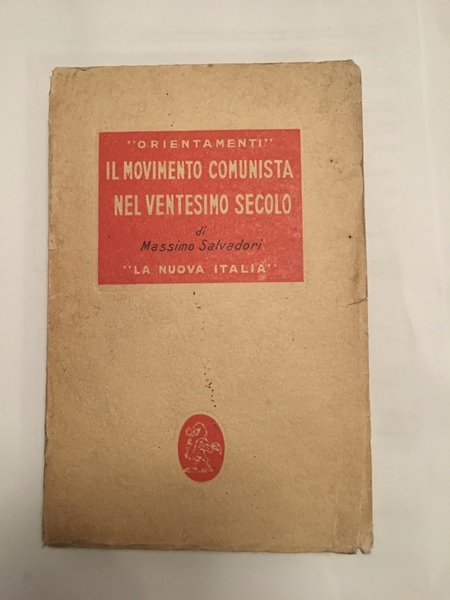 "ORIENTAMENTI"
IL MOVIMENTO COMUNISTA
NEL VENTESIMO SECOLO
di
Massimo Salvadori
"LA NUOVA ITALIA"